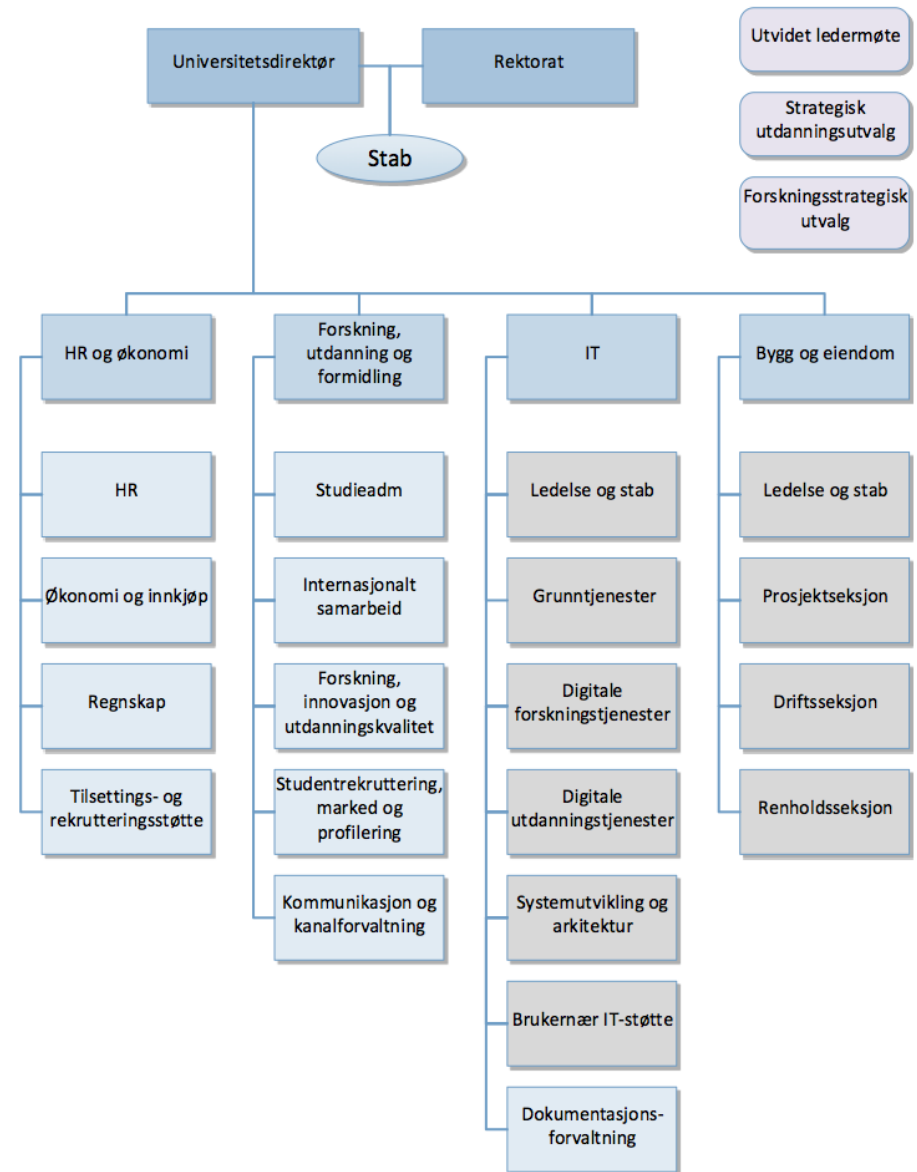 Universitetsdirektør
Rektorat
Stab
Utvidet ledermøte
Strategisk
utdanningsutvalg
Forskningsstrategisk
utvalg
HR og økonomi
HR
Økonomi og innkjøp
Regnskap
Tilsettings- og
rekrutteringsstøtte
Forskning,
utdanning og
formidling
Studieadm
Internasjonalt
samarbeid
Forskning,
innovasjon og
utdanningskvalitet
Studentrekruttering,
marked og
profilering
Kommunikasjon og
kanalforvaltning
IT
Ledelse og stab
Grunntjenester
Digitale
forskningstjenester
Digitale
utdanningstjenester
Systemutvikling og
arkitektur
Brukernær IT-støtte
Dokumentasjons-
forvaltning
Bygg og eiendom
Ledelse og stab
Prosjektseksjon
Driftsseksjon
Renholdsseksjon